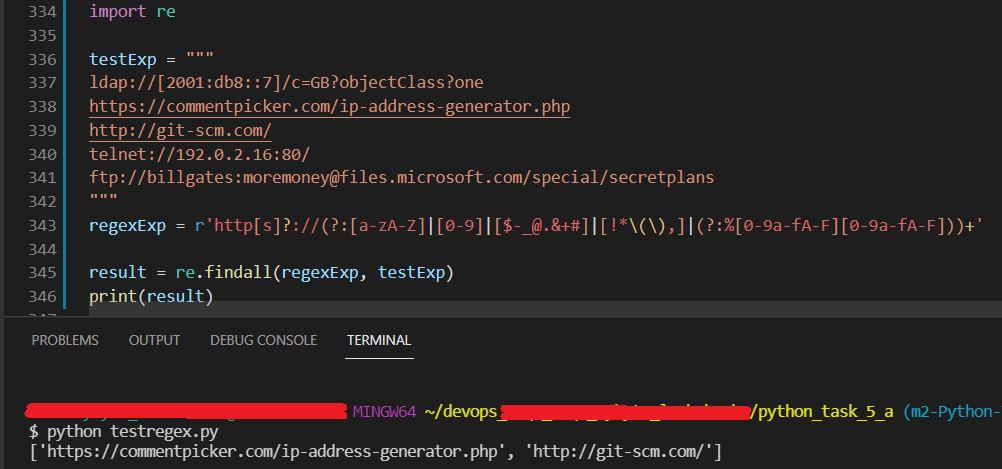 334 import re
335
336 testExp = """
337 ldap://[2001:db8::7]/c=GB?objectClass?one
338 https://commentpicker.com/ip-address-generator.php
339 http://git-scm.com/
340 telnet://192.0.2.16:80/
341 ftp://billgates:moremoney@files.microsoft.com/special/secretplans
342 """
343 regexExp = r'http[s]?://(?:[a-zA-Z]|[0-9]|[$-_@.&+#]|[!*\(\),]|(?:%[0-9a-fA-F][0-9a-fA-F]))+'
344
345 result = re.findall(regexExp, testExp)
346 print(result)
347
PROBLEMS OUTPUT DEBUG CONSOLE TERMINAL
MINGW64 ~/devops /python_task_5_a (m2-Python-
$ python testregex.py
['https://commentpicker.com/ip-address-generator.php', 'http://git-scm.com/']